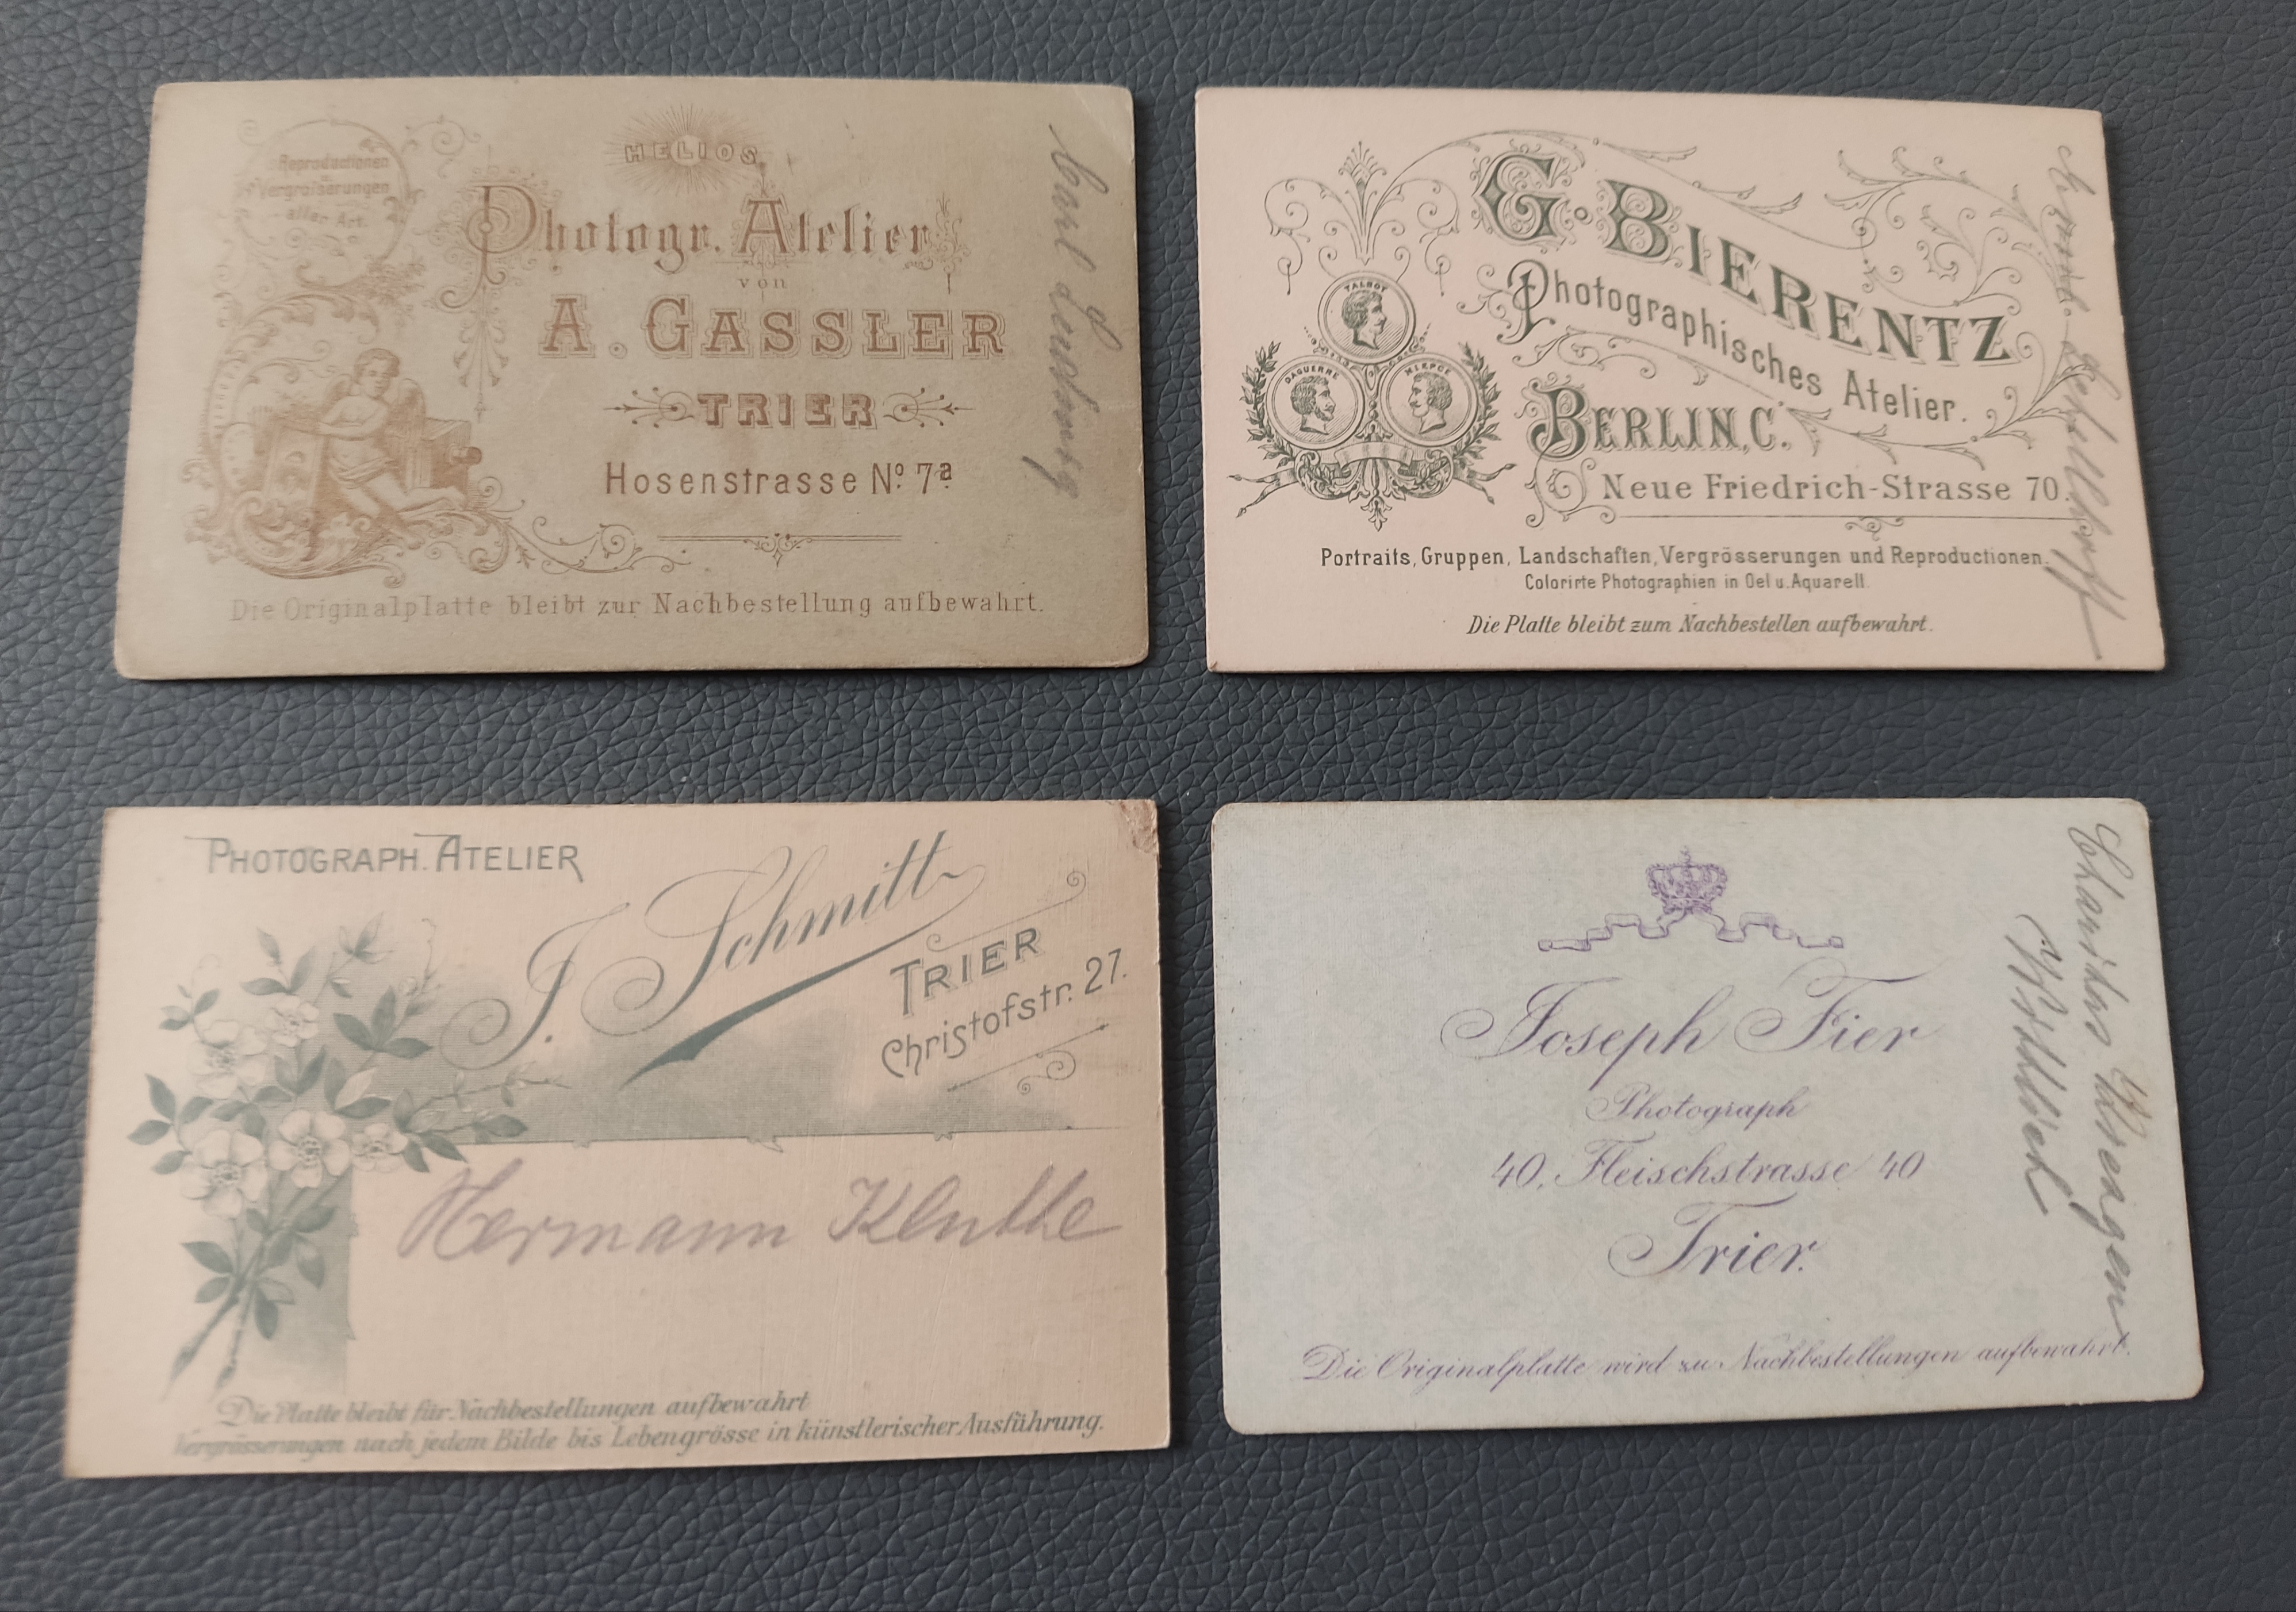 Reproductionen
Vergrösserungen
aller Art.
HELIOS
Photogr. Atelier
von
A. GASSLER
TRIER
Hosenstrasse No. 7a
Die Originalplatte bleibt zur Nachbestellung aufbewahrt.
Carl Ludwig
G. BIERENTZ
Photographisches Atelier.
BERLIN, C.
Neue Friedrich-Strasse 70.
TALBOT
DAGUERRE
NIEPCE
Portraits, Gruppen, Landschaften, Vergrösserungen und Reproductionen.
Colorirte Photographien in Oel u. Aquarell.
Die Platte bleibt zum Nachbestellen aufbewahrt.
PHOTOGRAPH. ATELIER
J. Schmitt
TRIER
Christofstr. 27.
Hermann Kluthe
Die Platte bleibt für Nachbestellungen aufbewahrt
Vergrösserungen nach jedem Bilde bis Lebengrösse in künstlerischer Ausführung.
Joseph Fier
Photograph
40, Fleischstrasse 40
Trier.
Die Originalplatte wird zu Nachbestellungen aufbewahrt.